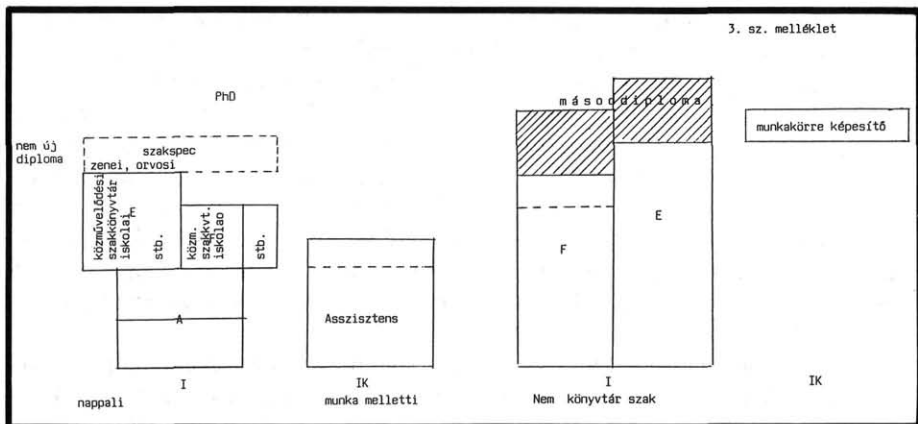 3. sz. melléklet
PhD
másooddiploma
munkakörre képesítő
nem új
diploma
szakspec
zenei, orvosi
közművelődési
szakkönyvtár
iskolai
E
stb.
közm.
szakkvt.
iskolao
stb.
E
F
A
Asszisztens
I
IK
I
IK
nappali
munka melletti
Nem könyvtár szak